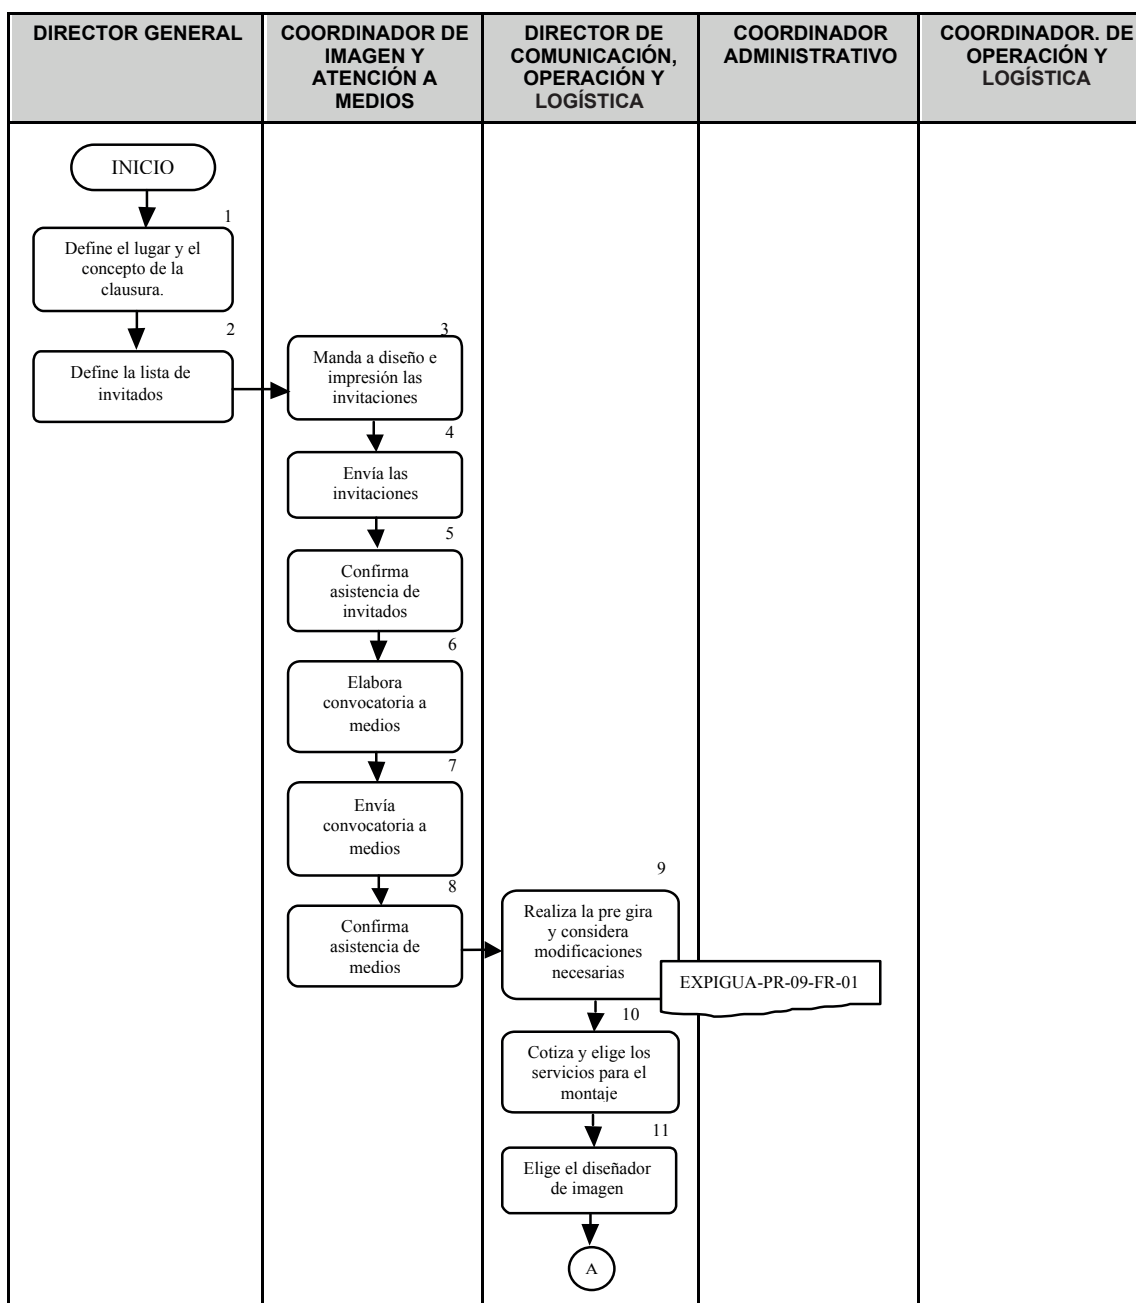 DIRECTOR GENERAL
COORDINADOR DE
IMAGEN Y
ATENCIÓN A
MEDIOS
DIRECTOR DE
COMUNICACIÓN,
OPERACIÓN Y
LOGÍSTICA
COORDINADOR
ADMINISTRATIVO
COORDINADOR. DE
OPERACIÓN Y
LOGÍSTICA
INICIO
1
Define el lugar y el
concepto de la
clausura.
2
Define la lista de
invitados
3
Manda a diseño e
impresión las
invitaciones
4
Envía las
invitaciones
5
Confirma
asistencia de
invitados
6
Elabora
convocatoria a
medios
7
Envía
convocatoria a
medios
8
Confirma
asistencia de
medios
9
Realiza la pre gira
y considera
modificaciones
necesarias
EXPIGUA-PR-09-FR-01
10
Cotiza y elige los
servicios para el
montaje
11
Elige el diseñador
de imagen
A